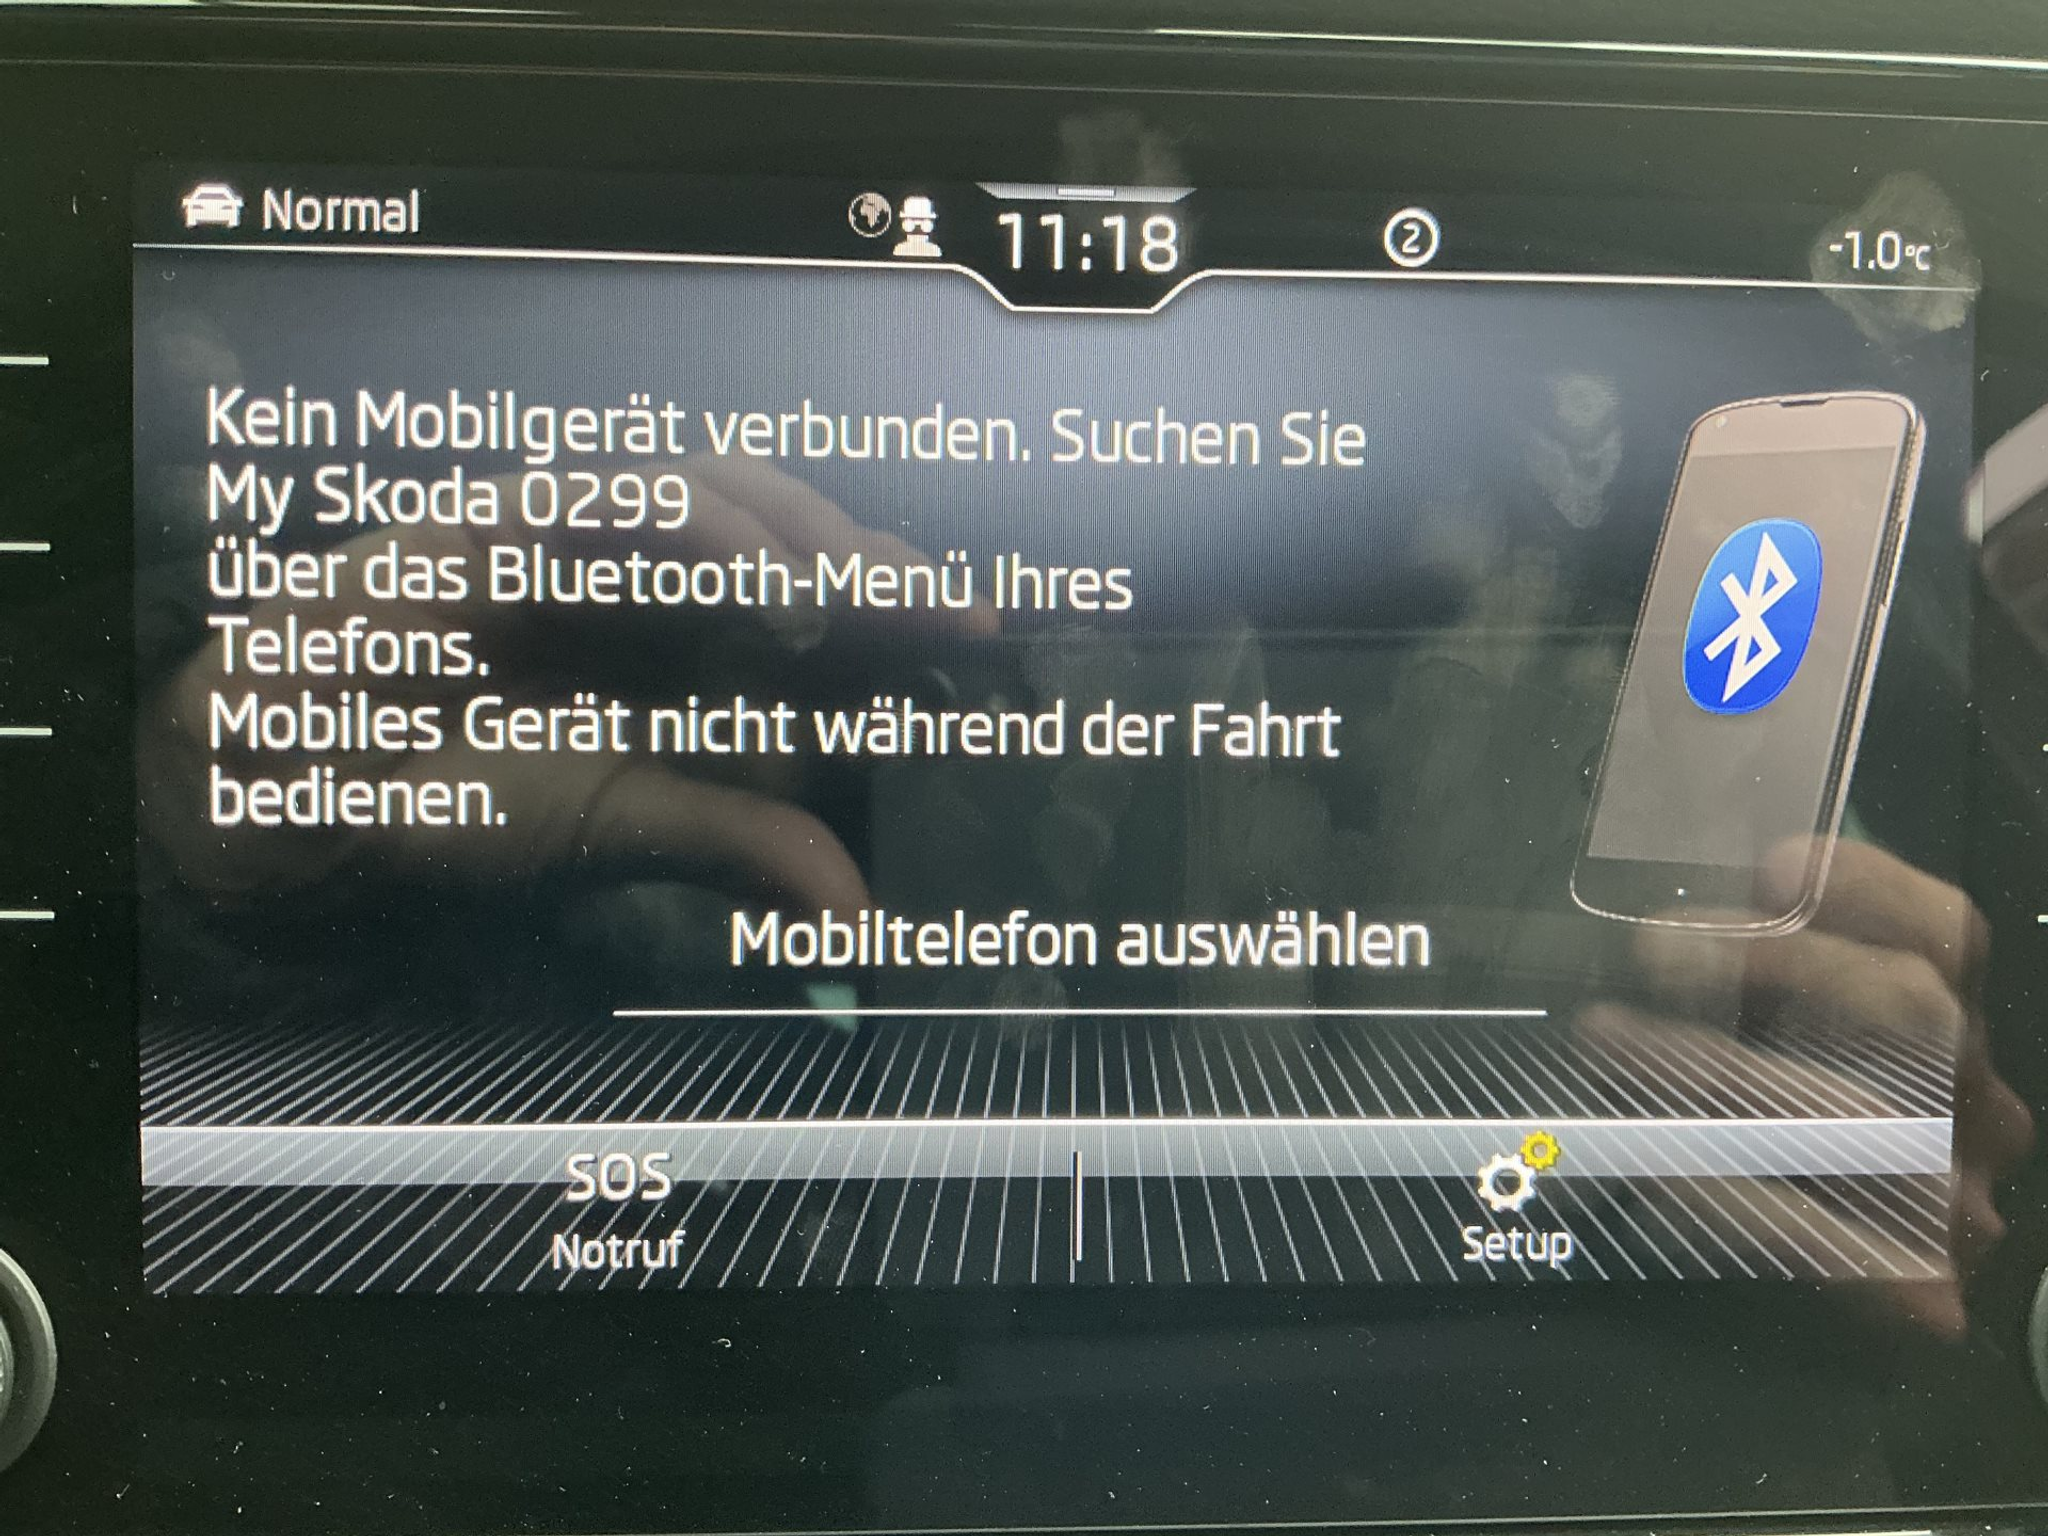 Normal
11:18
2
-1.0°C
Kein Mobilgerät verbunden. Suchen Sie
My Skoda 0299
über das Bluetooth-Menü Ihres
Telefons.
Mobiles Gerät nicht während der Fahrt
bedienen.
Mobiltelefon auswählen
SOS
Notruf
Setup